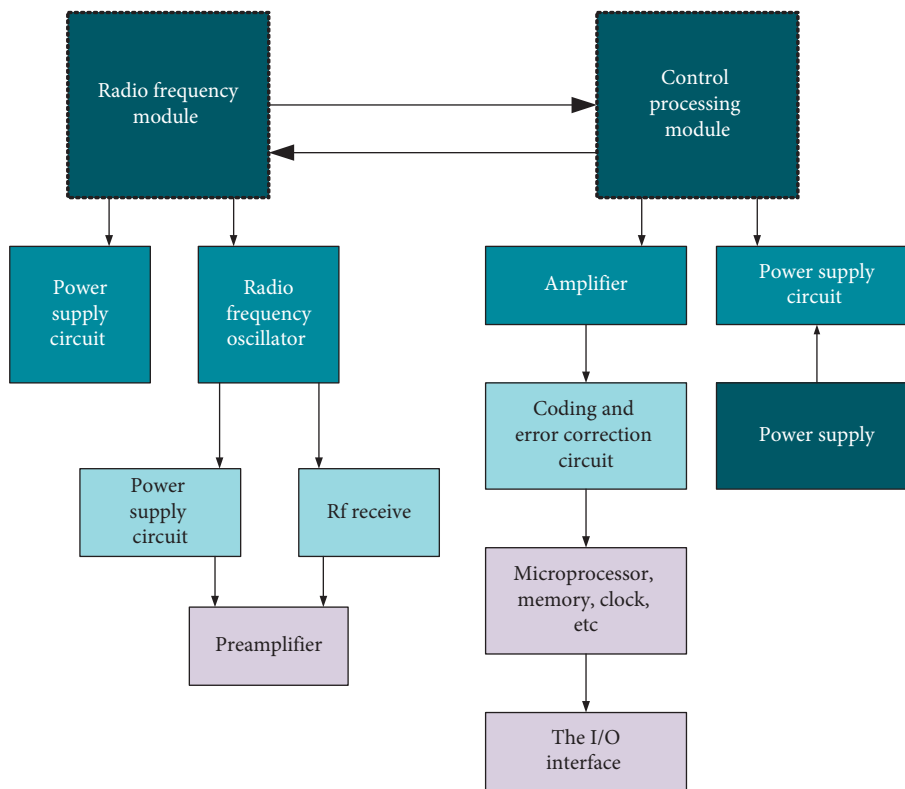 Radio frequency
module
Control
processing
module
Power
supply
circuit
Radio
frequency
oscillator
Amplifier
Power supply
circuit
Coding and
error correction
circuit
Power supply
Power
supply
circuit
Rf receive
Microprocessor,
memory, clock,
etc
Preamplifier
The I/O
interface